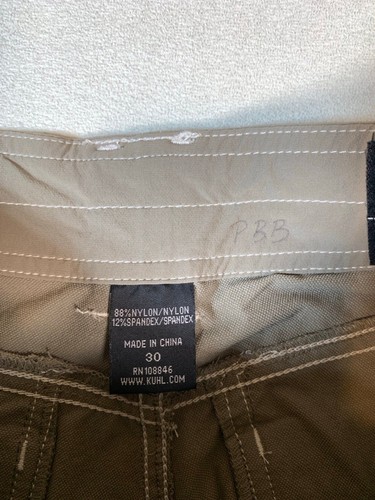 PBB
88%NYLON/NYLON
12%SPANDEX/SPANDEX
MADE IN CHINA
30
RN108846
WWW.KUHL.COM